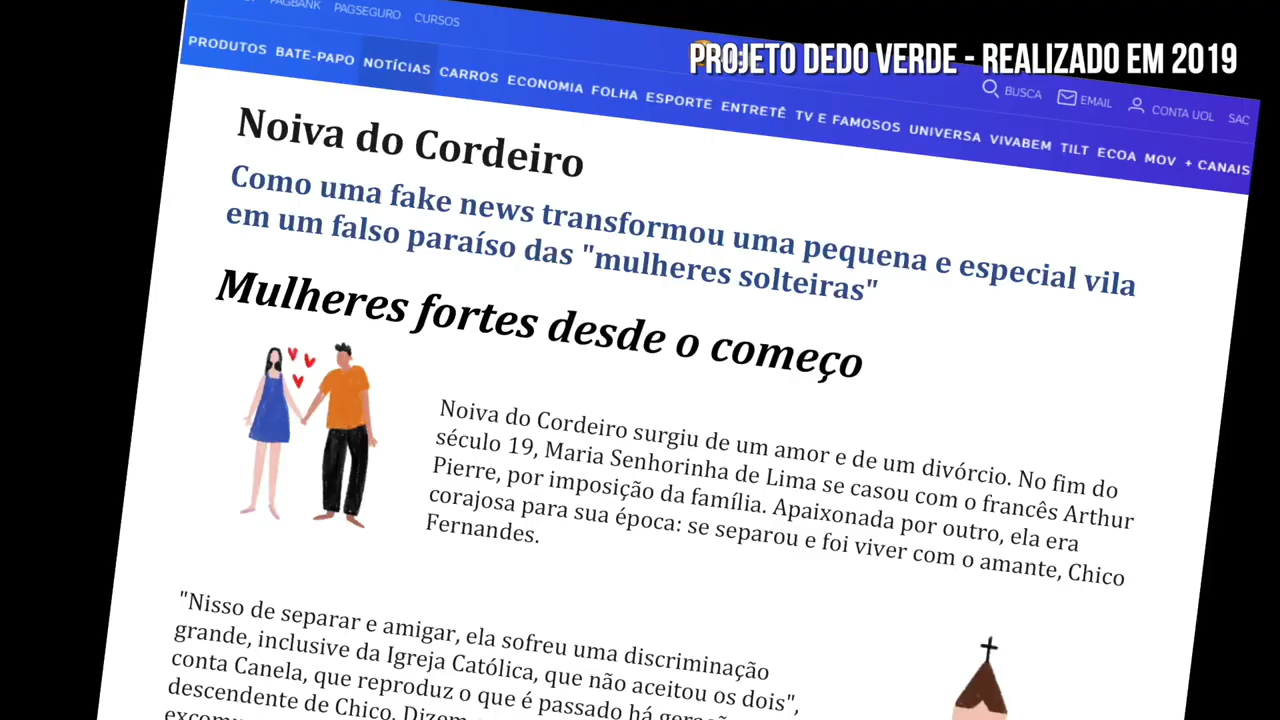 PAGBANK PAGSEGURO CURSOS
PROJETO DEDO VERDE - REALIZADO EM 2019
BUSCA EMAIL CONTA UOL SAC
PRODUTOS BATE-PAPO NOTÍCIAS CARROS ECONOMIA FOLHA ESPORTE ENTRETÊ TV E FAMOSOS UNIVERSA VIVABEM TILT ECOA MOV + CANAIS
Noiva do Cordeiro
Como uma fake news transformou uma pequena e especial vila
em um falso paraíso das "mulheres solteiras"
Mulheres fortes desde o começo
Noiva do Cordeiro surgiu de um amor e de um divórcio. No fim do
século 19, Maria Senhorinha de Lima se casou com o francês Arthur
Pierre, por imposição da família. Apaixonada por outro, ela era
corajosa para sua época: se separou e foi viver com o amante, Chico
Fernandes.
"Nisso de separar e amigar, ela sofreu uma discriminação
grande, inclusive da Igreja Católica, que não aceitou os dois",
conta Canela, que reproduz o que é passado há
descendente de Chico. Dizem